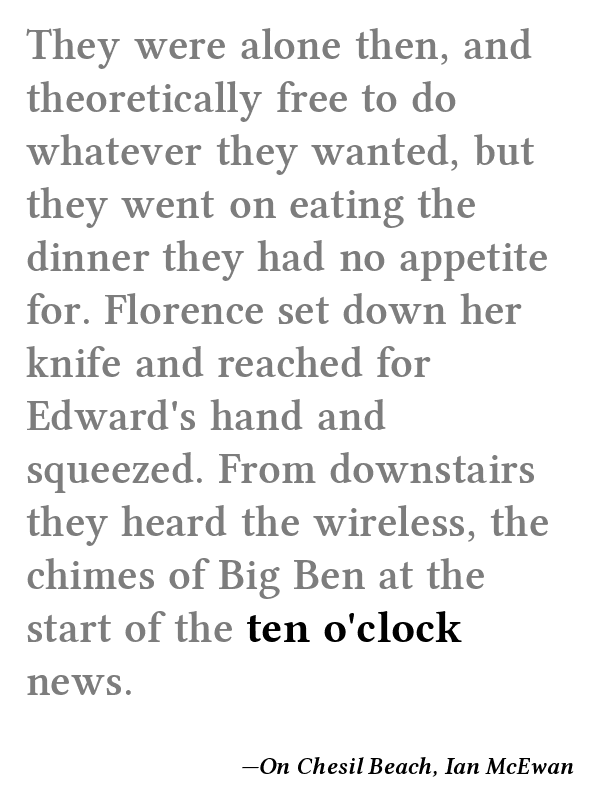 They were alone then, and
theoretically free to do
whatever they wanted, but
they went on eating the
dinner they had no appetite
for. Florence set down her
knife and reached for
Edward's hand and
squeezed. From downstairs
they heard the wireless, the
chimes of Big Ben at the
start of the ten o'clock
news.
—On Chesil Beach, Ian McEwan